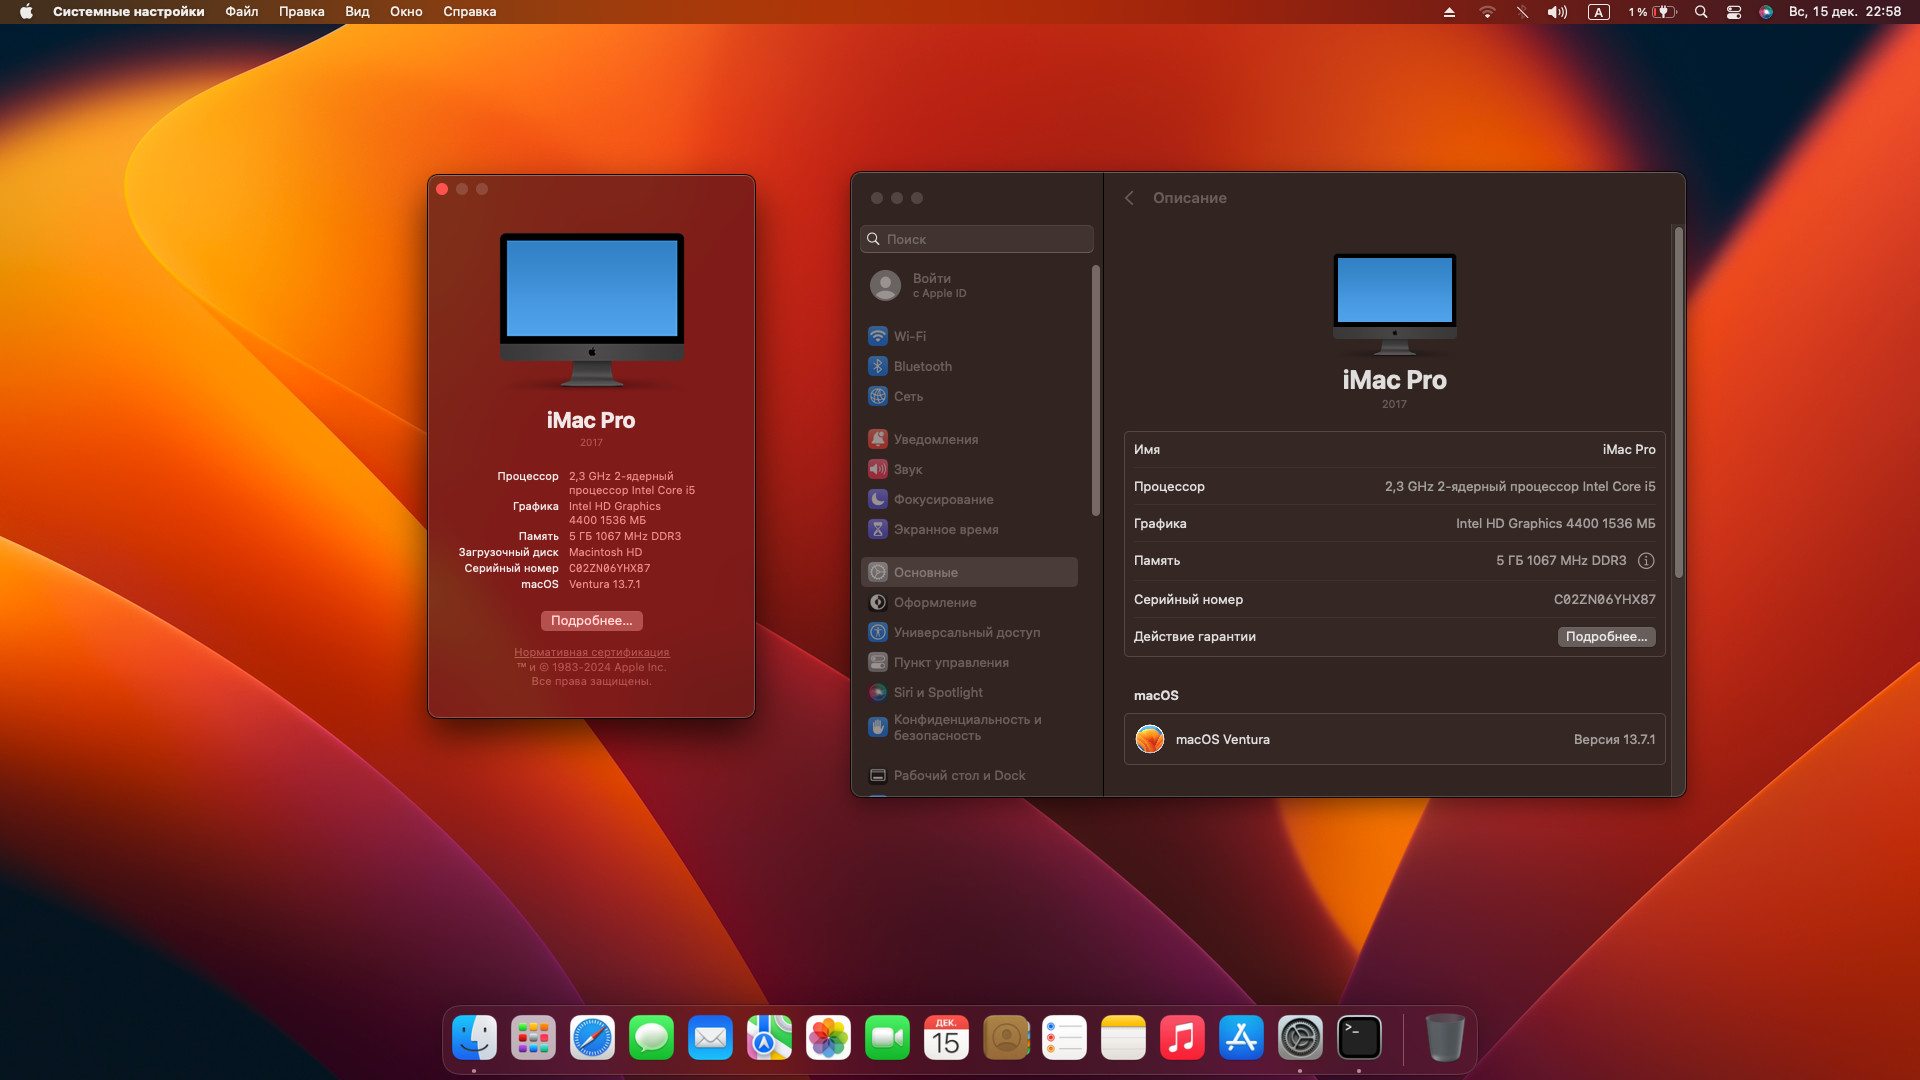 Системные настройки Файл Правка Вид Окно Справка
A 1 % Вс, 15 дек. 22:58
iMac Pro
2017
Процессор 2,3 GHz 2-ядерный
процессор Intel Core i5
Графика Intel HD Graphics
4400 1536 МБ
Память 5 ГБ 1067 MHz DDR3
Загрузочный диск Macintosh HD
Серийный номер C02ZN06YHX87
macOS Ventura 13.7.1
Подробнее...
Нормативная сертификация
™ и © 1983-2024 Apple Inc.
Все права защищены.
Поиск
Войти
с Apple ID
Wi-Fi
Bluetooth
Сеть
Уведомления
Звук
Фокусирование
Экранное время
Основные
Оформление
Универсальный доступ
Пункт управления
Siri и Spotlight
Конфиденциальность и
безопасность
Рабочий стол и Dock
Описание
iMac Pro
2017
Имя iMac Pro
Процессор 2,3 GHz 2-ядерный процессор Intel Core i5
Графика Intel HD Graphics 4400 1536 МБ
Память 5 ГБ 1067 MHz DDR3
Серийный номер C02ZN06YHX87
Действие гарантии Подробнее...
macOS
macOS Ventura Версия 13.7.1
ДЕК.
15
>_